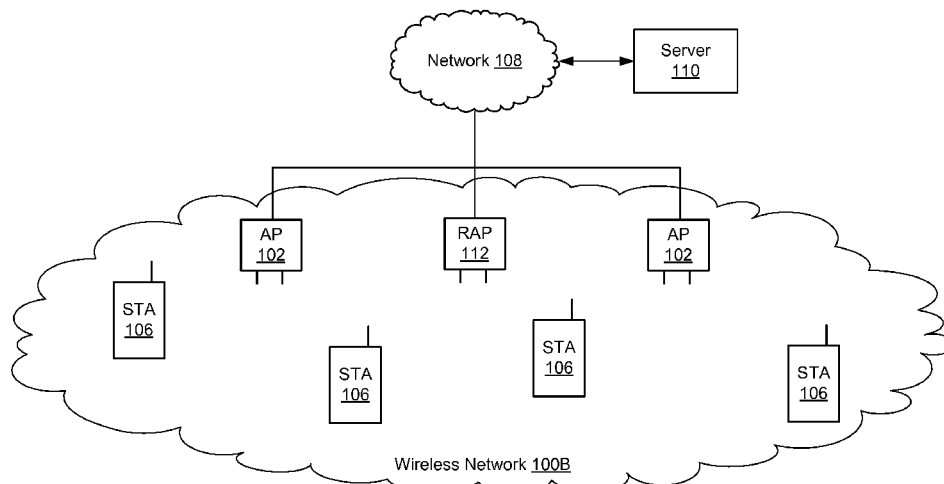 Network 108
Server
110
AP
102
RAP
112
AP
102
STA
106
STA
106
STA
106
STA
106
Wireless Network 100B